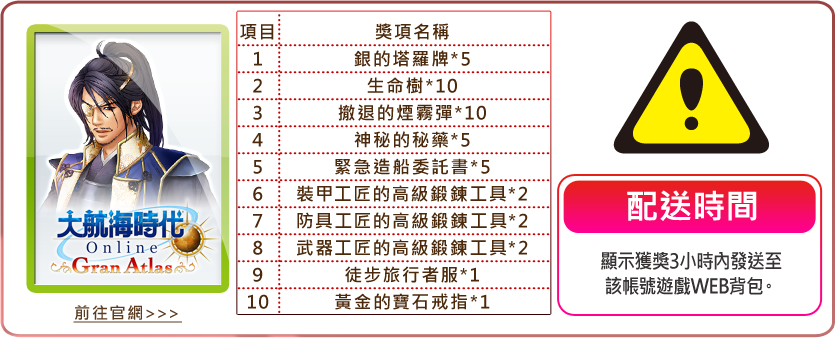 大航海時代
Online
Gran Atlas
前往官網>>>
項目 獎項名稱
1 銀的塔羅牌*5
2 生命樹*10
3 撤退的煙霧彈*10
4 神秘的秘藥*5
5 緊急造船委託書*5
6 裝甲工匠的高級鍛鍊工具*2
7 防具工匠的高級鍛鍊工具*2
8 武器工匠的高級鍛鍊工具*2
9 徒步旅行者服*1
10 黃金的寶石戒指*1
配送時間
顯示獲獎3小時內發送至
該帳號遊戲WEB背包。